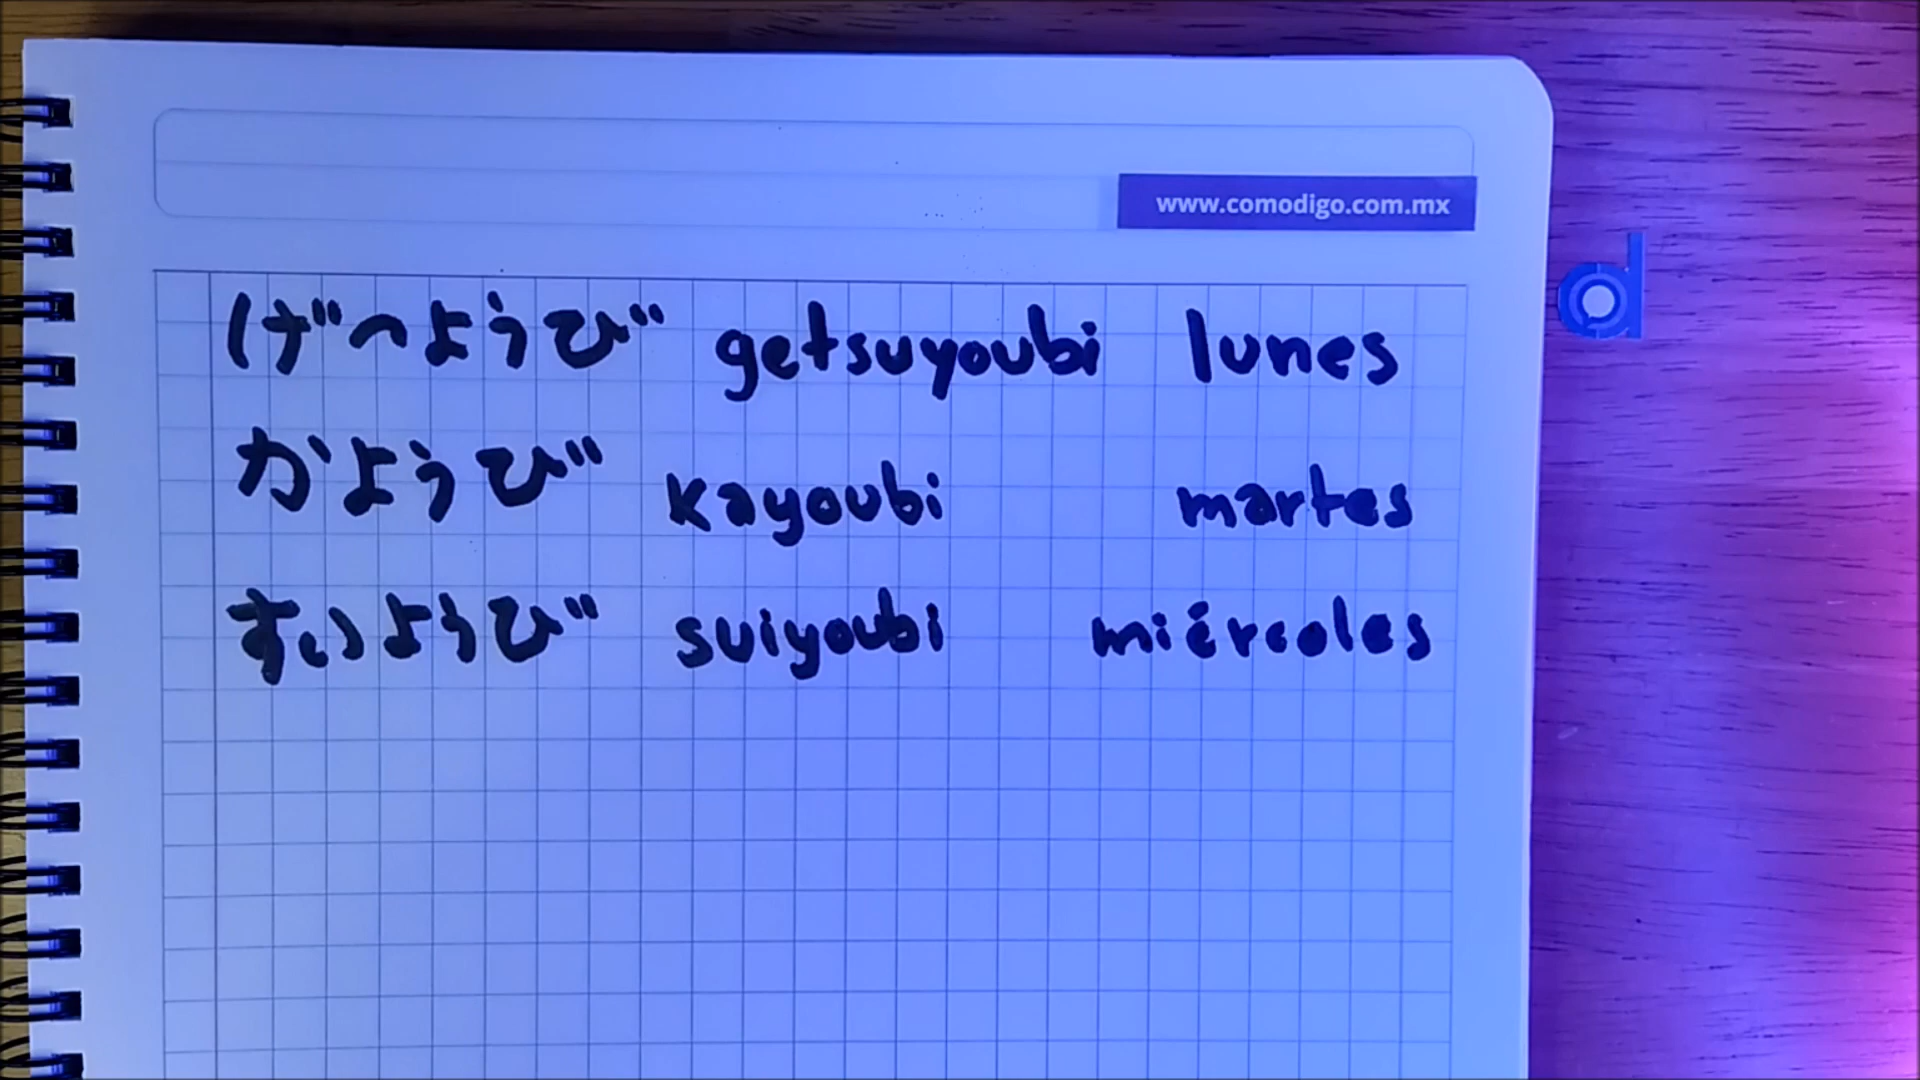 www.comodigo.com.mx
げつようび getsuyoubi lunes
かようび kayoubi martes
すいようび suiyoubi miércoles